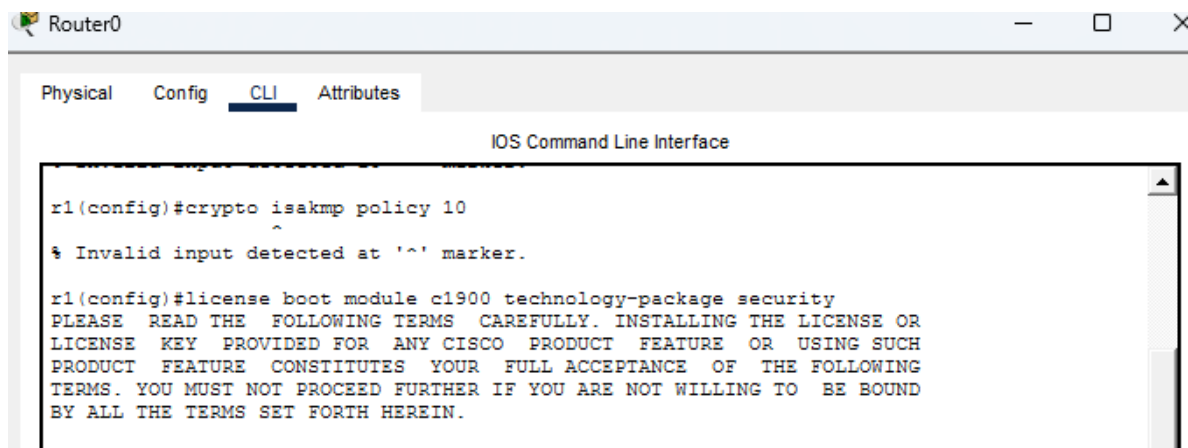 Router0
Physical Config CLI Attributes
IOS Command Line Interface
r1(config)#crypto isakmp policy 10
^
% Invalid input detected at '^' marker.
r1(config)#license boot module c1900 technology-package security
PLEASE READ THE FOLLOWING TERMS CAREFULLY. INSTALLING THE LICENSE OR
LICENSE KEY PROVIDED FOR ANY CISCO PRODUCT FEATURE OR USING SUCH
PRODUCT FEATURE CONSTITUTES YOUR FULL ACCEPTANCE OF THE FOLLOWING
TERMS. YOU MUST NOT PROCEED FURTHER IF YOU ARE NOT WILLING TO BE BOUND
BY ALL THE TERMS SET FORTH HEREIN.